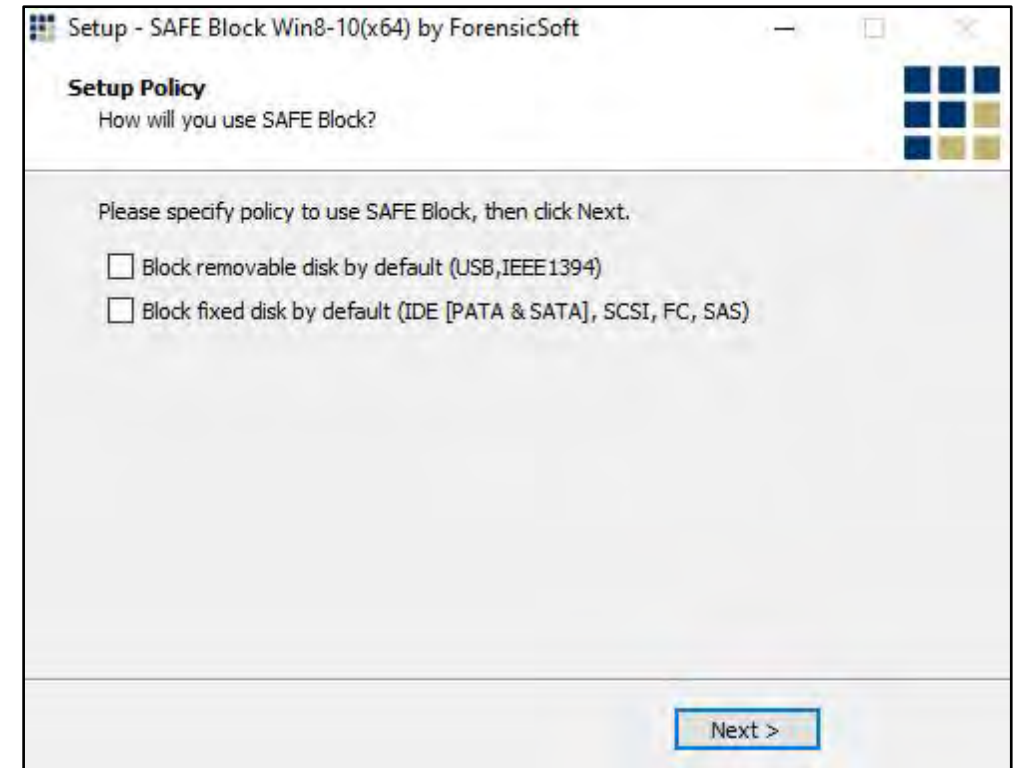 Setup - SAFE Block Win8-10(x64) by ForensicSoft
Setup Policy
How will you use SAFE Block?
Please specify policy to use SAFE Block, then click Next.
Block removable disk by default (USB,IEEE1394)
Block fixed disk by default (IDE [PATA & SATA], SCSI, FC, SAS)
Next >